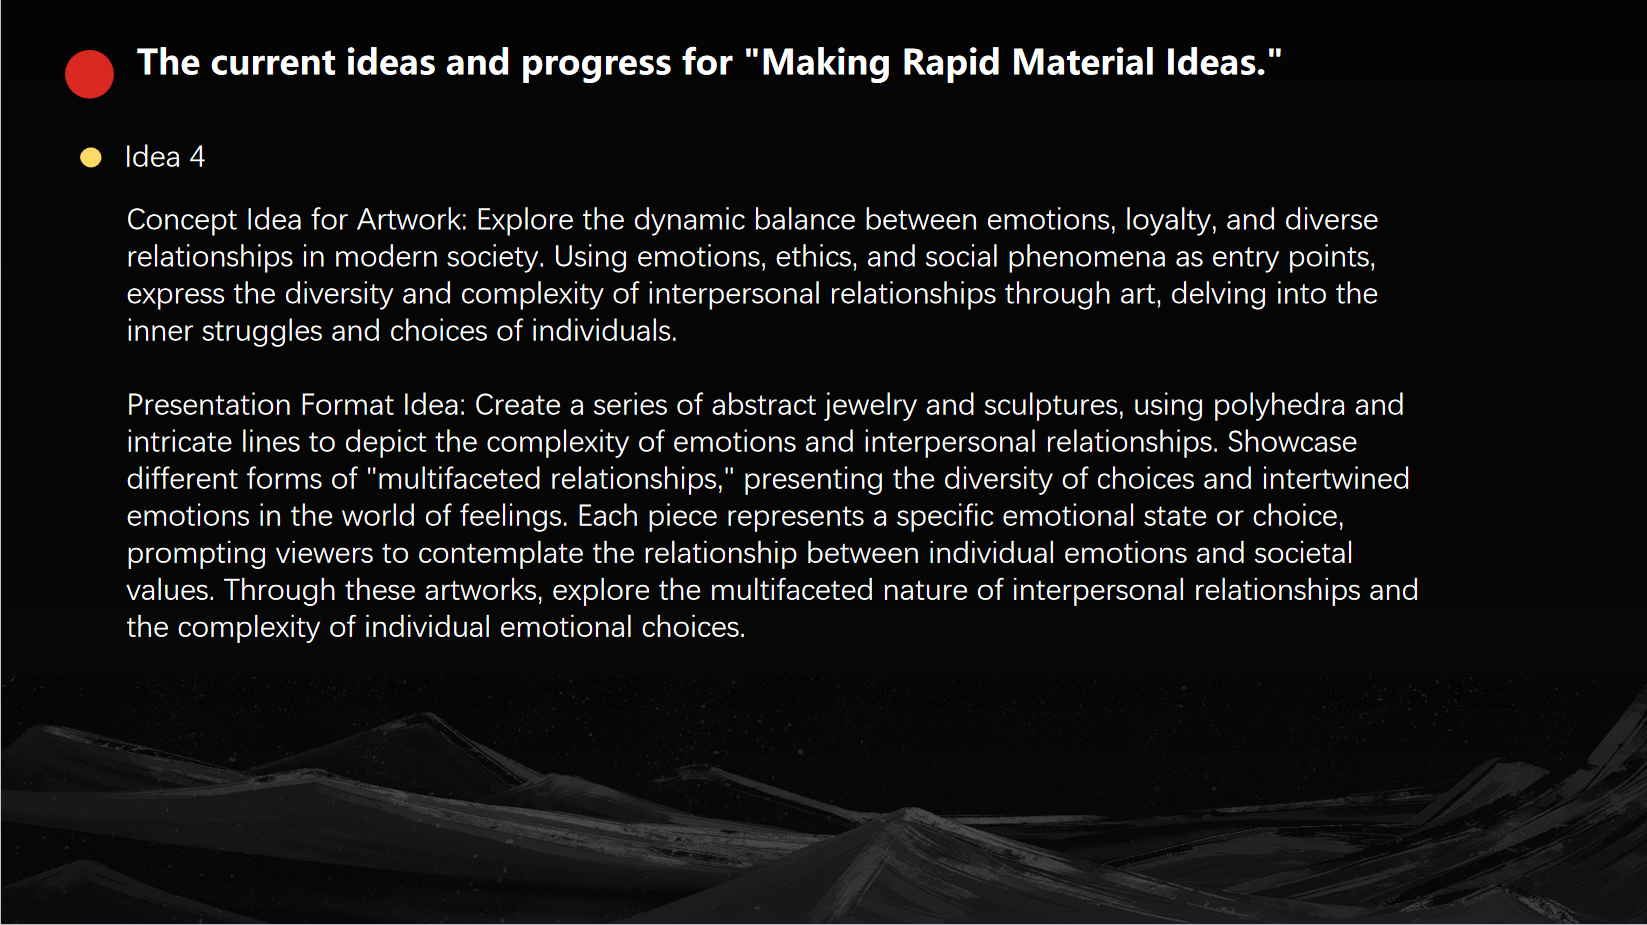 The current ideas and progress for "Making Rapid Material Ideas."
Idea 4
Concept Idea for Artwork: Explore the dynamic balance between emotions, loyalty, and diverse
relationships in modern society. Using emotions, ethics, and social phenomena as entry points,
express the diversity and complexity of interpersonal relationships through art, delving into the
inner struggles and choices of individuals.
Presentation Format Idea: Create a series of abstract jewelry and sculptures, using polyhedra and
intricate lines to depict the complexity of emotions and interpersonal relationships. Showcase
different forms of "multifaceted relationships," presenting the diversity of choices and intertwined
emotions in the world of feelings. Each piece represents a specific emotional state or choice,
prompting viewers to contemplate the relationship between individual emotions and societal
values. Through these artworks, explore the multifaceted nature of interpersonal relationships and
the complexity of individual emotional choices.